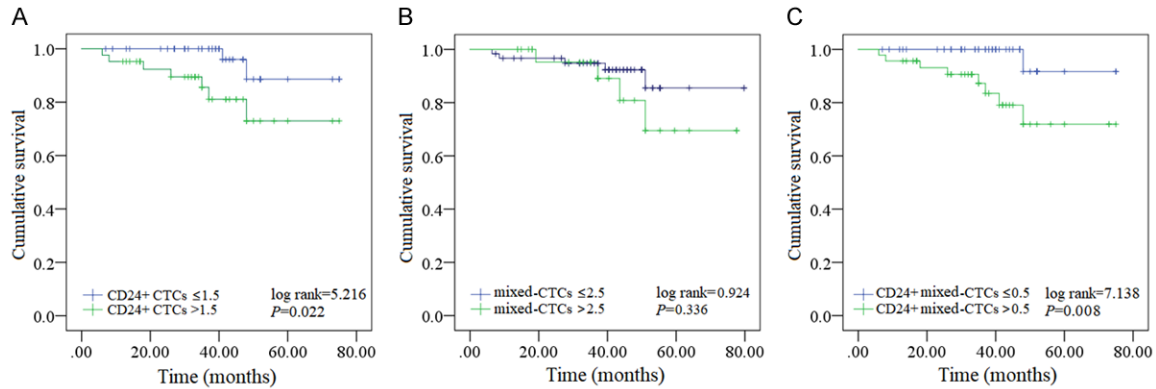 A
Cumulative survival
1.0
0.8
0.6
0.4
0.2
0.0
CD24+ CTCs ≤1.5
CD24+ CTCs >1.5
log rank=5.216
P=0.022
.00 20.00 40.00 60.00 80.00
Time (months)
B
Cumulative survival
1.0
0.8
0.6
0.4
0.2
0.0
mixed-CTCs ≤2.5
mixed-CTCs >2.5
log rank=0.924
P=0.336
.00 20.00 40.00 60.00 80.00
Time (months)
C
Cumulative survival
1.0
0.8
0.6
0.4
0.2
0.0
CD24+ mixed-CTCs ≤0.5
CD24+ mixed-CTCs >0.5
log rank=7.138
P=0.008
.00 20.00 40.00 60.00 80.00
Time (months)